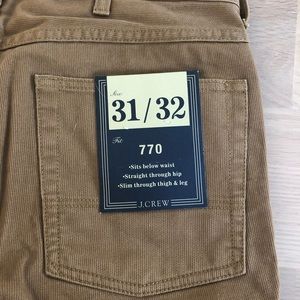 Size
31/32
Fit
770
•Sits below waist
•Straight through hip
•Slim through thigh & leg
J.CREW